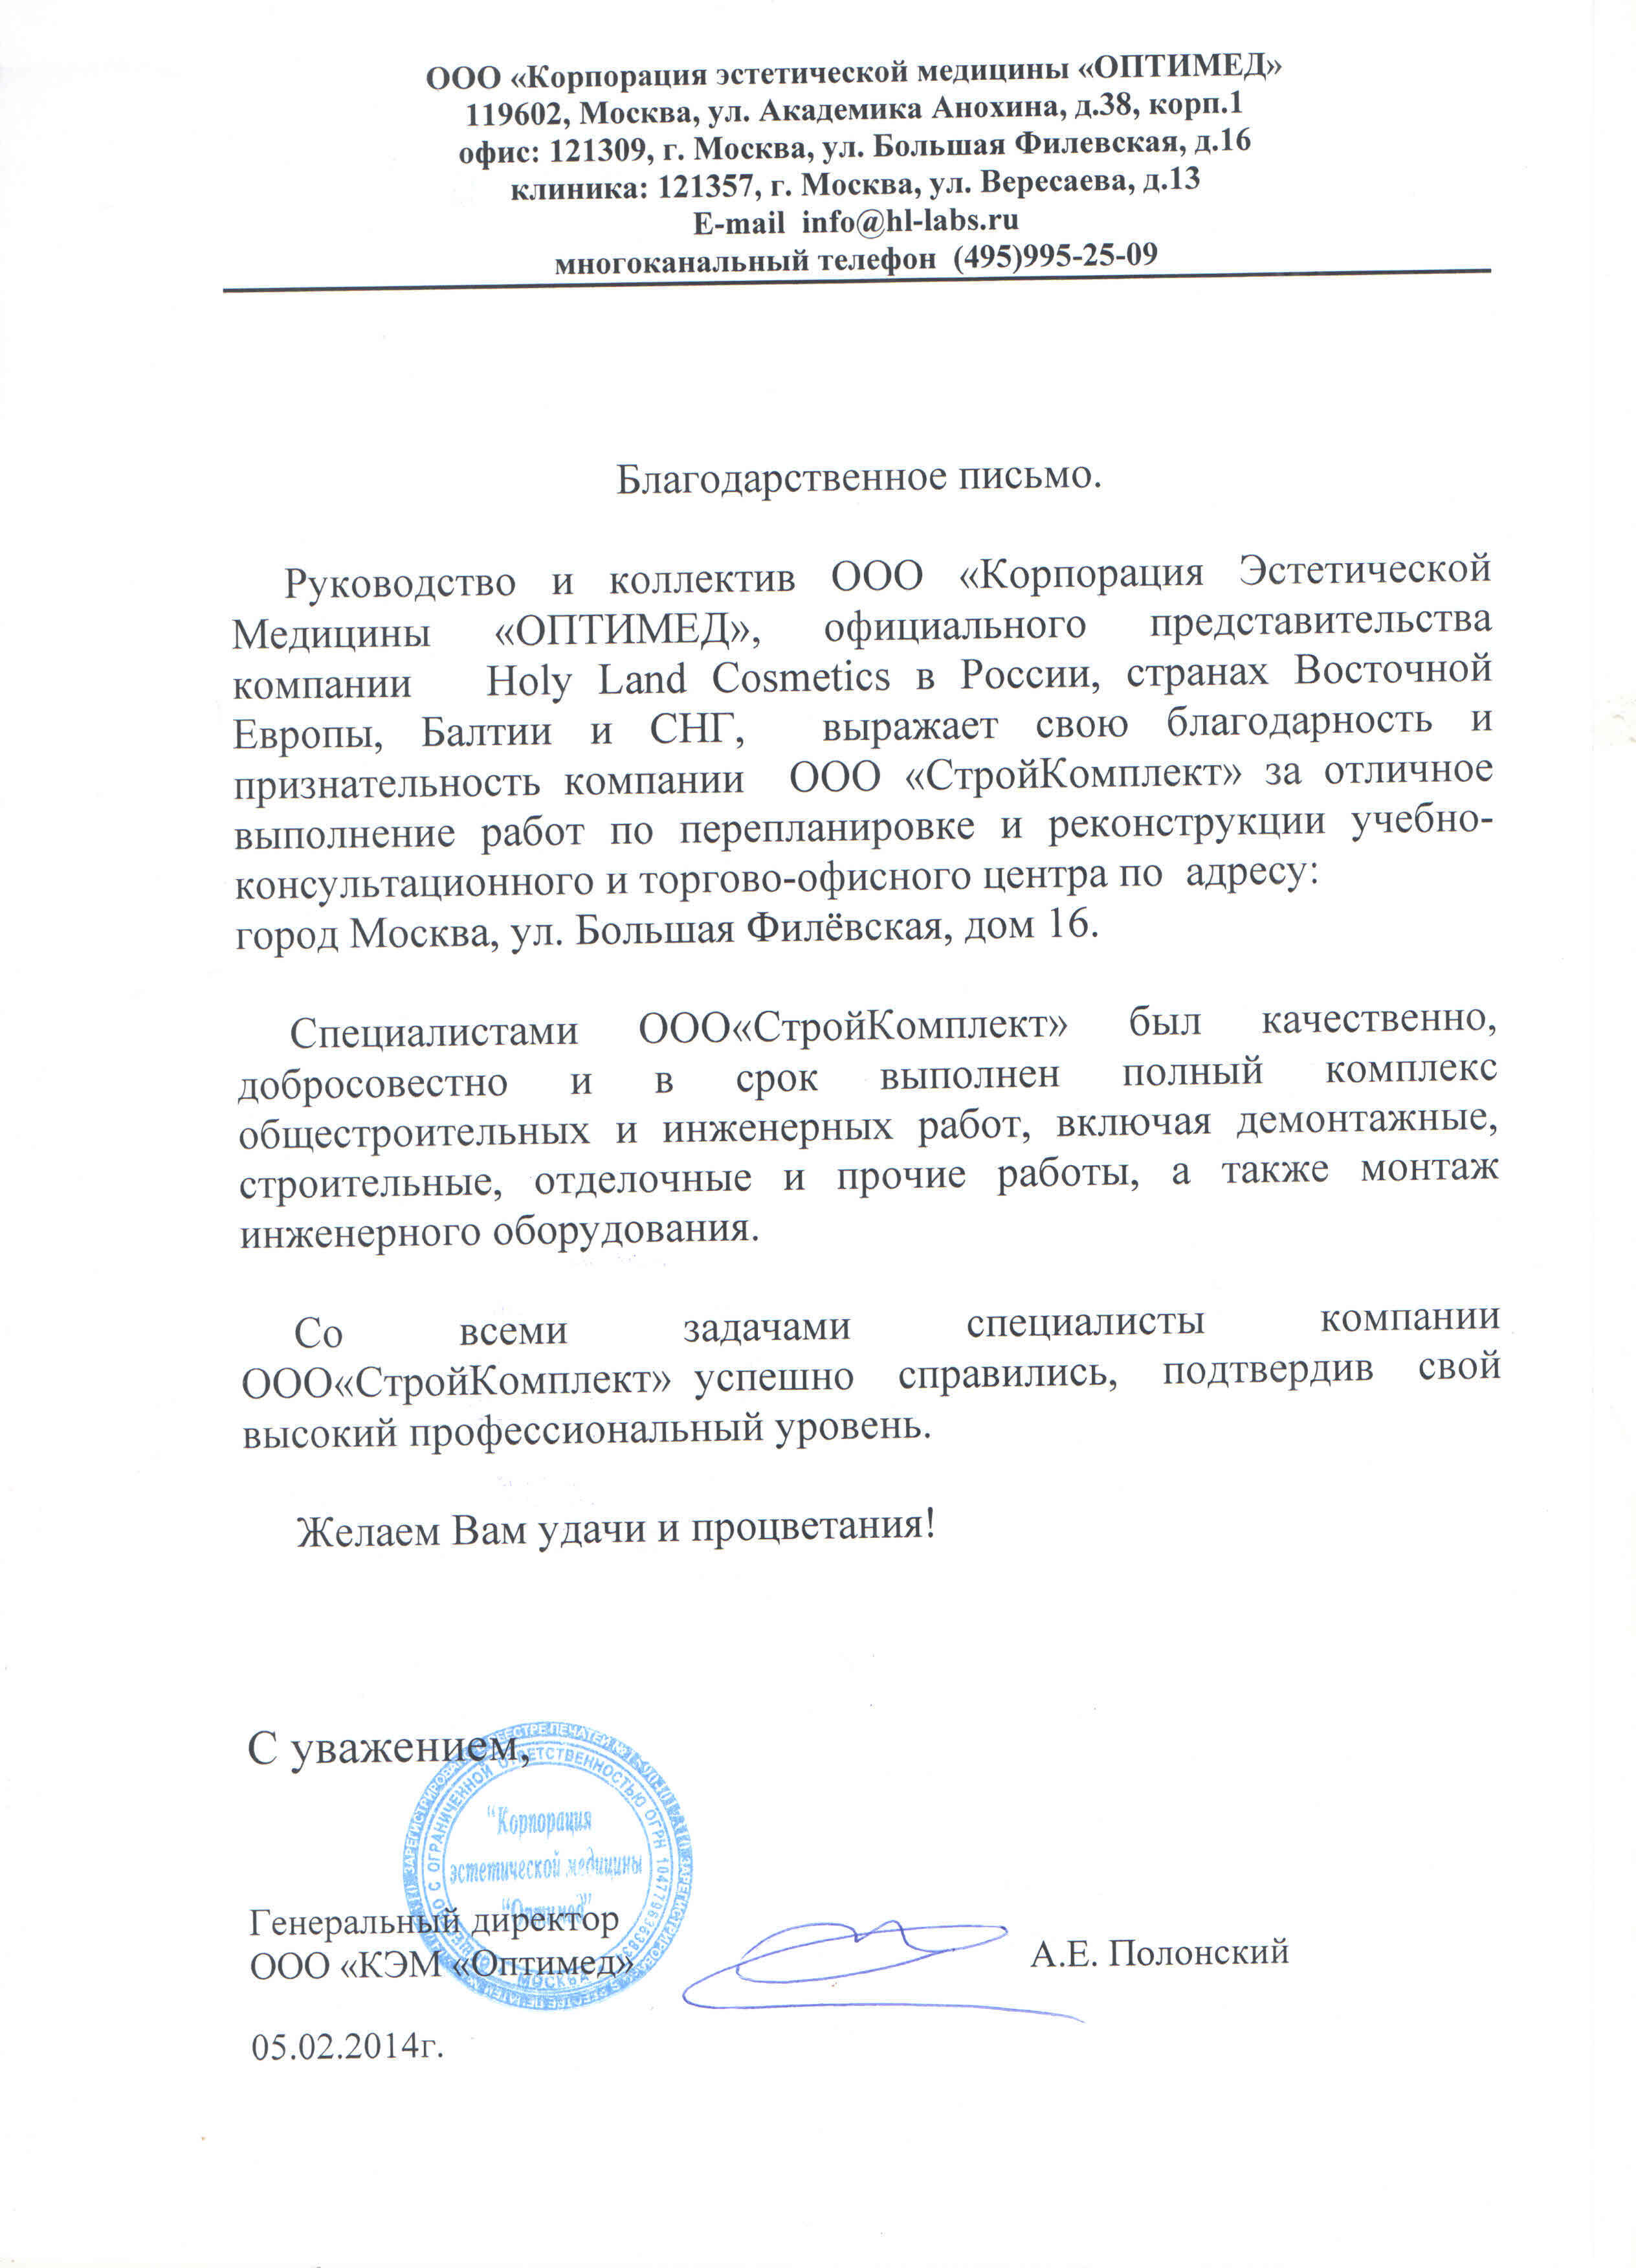 ООО «Корпорация эстетической медицины «ОПТИМЕД»
119602, Москва, ул. Академика Анохина, д.38, корп.1
офис: 121309, г. Москва, ул. Большая Филевская, д.16
клиника: 121357, г. Москва, ул. Вересаева, д.13
E-mail info@hl-labs.ru
многоканальный телефон (495)995-25-09
Благодарственное письмо.
Руководство и коллектив ООО «Корпорация Эстетической
Медицины «ОПТИМЕД», официального представительства
компании Holy Land Cosmetics в России, странах Восточной
Европы, Балтии и СНГ, выражает свою благодарность и
признательность компании ООО «СтройКомплект» за отличное
выполнение работ по перепланировке и реконструкции учебно-
консультационного и торгово-офисного центра по адресу:
город Москва, ул. Большая Филёвская, дом 16.
Специалистами ООО«СтройКомплект» был качественно,
добросовестно и в срок выполнен полный комплекс
общестроительных и инженерных работ, включая демонтажные,
строительные, отделочные и прочие работы, а также монтаж
инженерного оборудования.
Со всеми задачами специалисты компании
ООО«СтройКомплект» успешно справились, подтвердив свой
высокий профессиональный уровень.
Желаем Вам удачи и процветания!
С уважением,
С ОГРАНИЧЕННОЙ ОТВЕТСТВЕННОСТЬЮ ОГРН
МОСКВА
"Корпорация
эстетической медицины
"Оптимед"
Генеральный директор
ООО «КЭМ «Оптимед»
А.Е. Полонский
05.02.2014г.